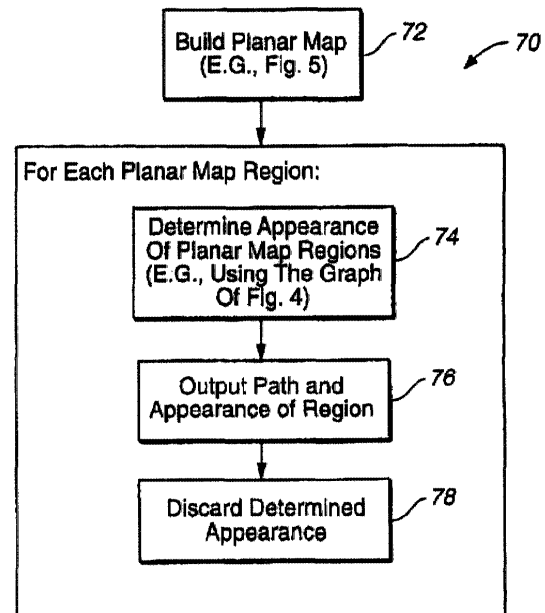 Build Planar Map
(E.G., Fig. 5)
72
70
For Each Planar Map Region:
Determine Appearance
Of Planar Map Regions
(E.G., Using The Graph
Of Fig. 4)
74
Output Path and
Appearance of Region
76
Discard Determined
Appearance
78